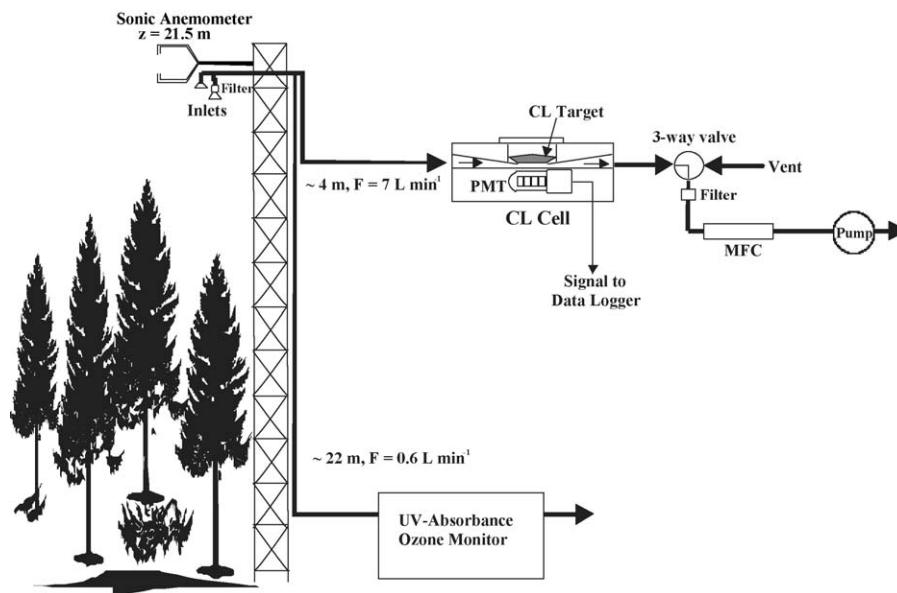 Sonic Anemometer
z = 21.5 m
Filter
Inlets
CL Target
3-way valve
~ 4 m, F = 7 L min⁻¹
PMT
CL Cell
Vent
Filter
MFC
Pump
Signal to
Data Logger
~ 22 m, F = 0.6 L min⁻¹
UV-Absorbance
Ozone Monitor